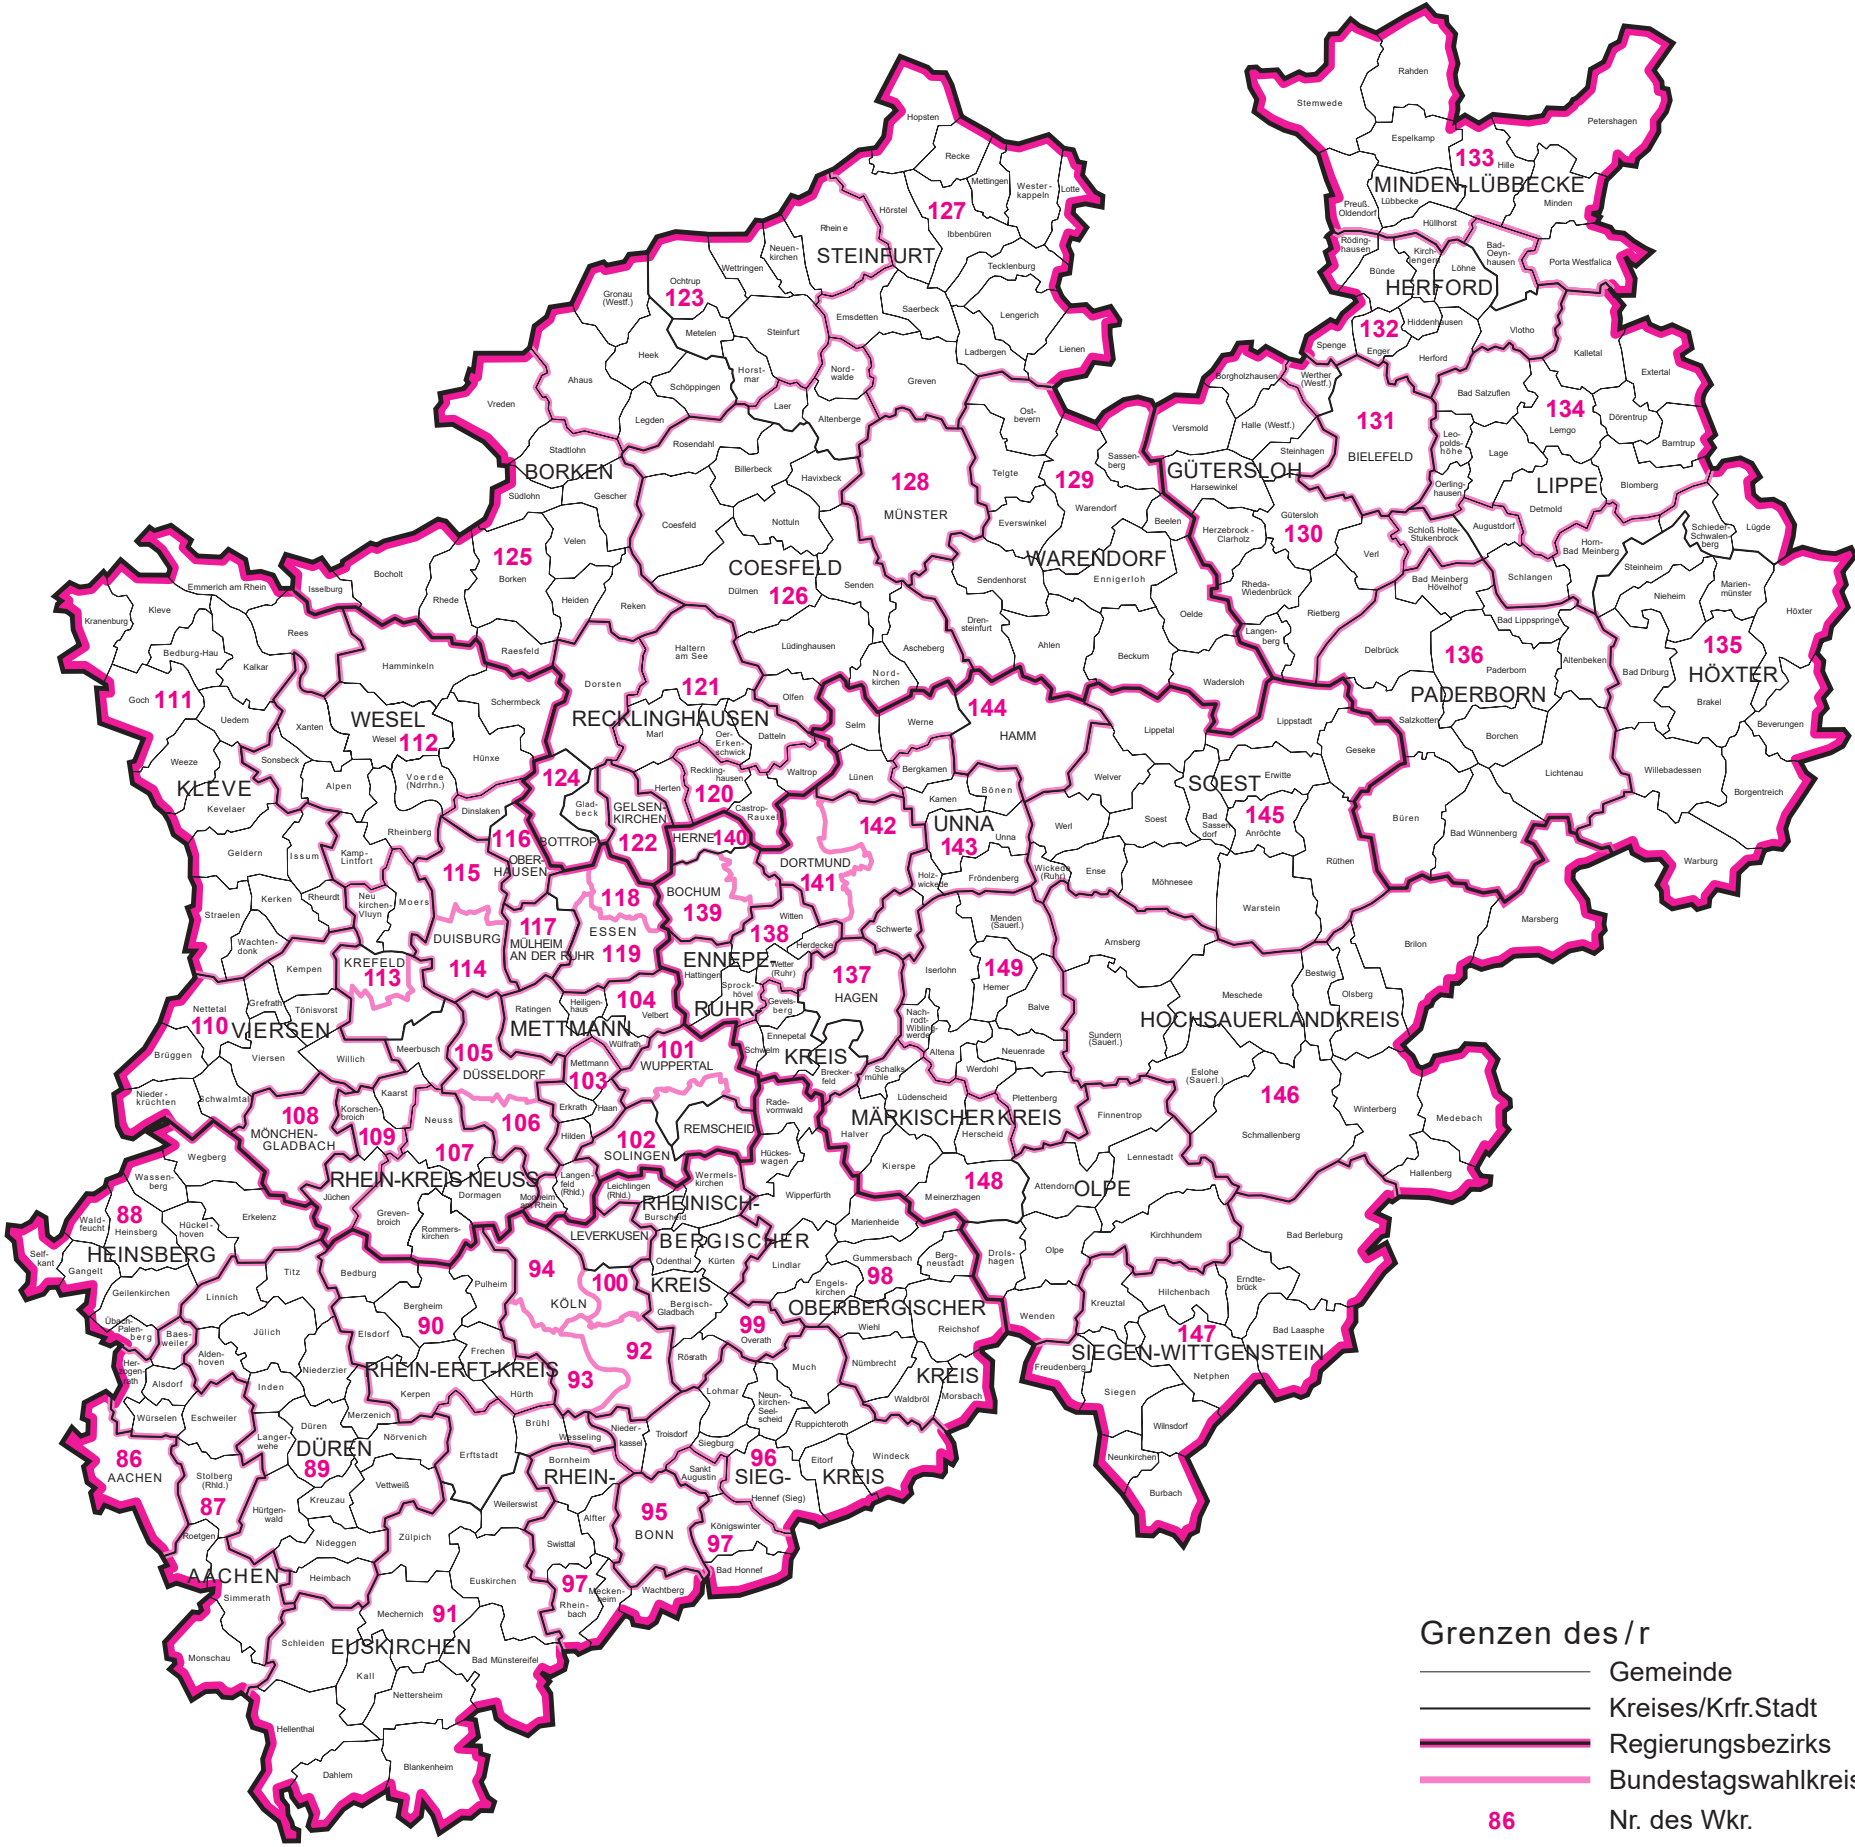 Rahden
Stemwede
Petershagen
Espelkamp
133
Hille
MINDEN-LÜBBECKE
Lübbecke
Preuß.
Oldendorf
Minden
Hüllhorst
Röding-
hausen
Kirch-
lengern
Bad-
Oeyn-
hausen
Porta Westfalica
Bünde
Löhne
HERFORD
132
Hiddenhausen
Vlotho
Spenge
Enger
Herford
Kalletal
Extertal
Hopsten
Recke
Mettingen
Wester-
kappeln
Lotte
Hörstel
127
Ibbenbüren
Rheine
STEINFURT
Neuen-
kirchen
Wettringen
Tecklenburg
Ochtrup
123
Gronau
(Westf.)
Saerbeck
Emsdetten
Lengerich
Metelen
Steinfurt
Ladbergen
Lienen
Heek
Horst-
mar
Nord-
walde
Greven
Ahaus
Schöppingen
Laer
Altenberge
Vreden
Legden
Rosendahl
Ost-
bevern
Stadtlohn
BORKEN
Billerbeck
Havixbeck
128
MÜNSTER
Telgte
129
Sassen-
berg
Warendorf
Südlohn
Gescher
Coesfeld
Nottuln
Everswinkel
Beelen
WARENDORF
Ennigerloh
125
Borken
Velen
COESFELD
Dülmen
126
Senden
Sendenhorst
Bocholt
Isselburg
Rhede
Heiden
Reken
Oelde
Dren-
steinfurt
Ahlen
Beckum
Lüdinghausen
Ascheberg
Raesfeld
Nord-
kirchen
Wadersloh
Borgholzhausen
Werther
(Westf.)
131
BIELEFELD
Versmold
Halle (Westf.)
Steinhagen
GÜTERSLOH
Harsewinkel
Gütersloh
130
Herzebrock -
Clarholz
Verl
Schloß Holte-
Stukenbrock
Rheda-
Wiedenbrück
Rietberg
Langen-
berg
Bad Salzuflen
134
Lemgo
Dörentrup
Barntrup
Leo-
polds-
höhe
Lage
LIPPE
Detmold
Blomberg
Oerling-
hausen
Augustdorf
Horn-
Bad Meinberg
Schieder-
Schwalen-
berg
Lügde
Schlangen
Steinheim
Marien-
münster
Nieheim
Höxter
Bad Meinberg
Hövelhof
Bad Lippspringe
Delbrück
136
Paderborn
Altenbeken
Bad Driburg
135
HÖXTER
Brakel
PADERBORN
Salzkotten
Borchen
Beverungen
Lichtenau
Willebadessen
Borgentreich
Büren
Bad Wünnenberg
Warburg
Emmerich am Rhein
Kleve
Kranenburg
Rees
Bedburg-Hau
Kalkar
Goch
111
Uedem
Weeze
KLEVE
Kevelaer
Geldern
Issum
Kerken
Rheurdt
Straelen
Wachten-
donk
Hamminkeln
Schermbeck
Xanten
WESEL
Wesel
112
Sonsbeck
Hünxe
Alpen
Voerde
(Ndrrhn.)
Dinslaken
Rheinberg
Kamp-
Lintfort
Neu
kirchen-
Vluyn
Moers
Dorsten
Haltern
am See
121
RECKLINGHAUSEN
Marl
Oer-
Erken-
schwick
Datteln
Olfen
124
Glad-
beck
BOTTROP
GELSEN-
KIRCHEN
122
Herten
Reckling-
hausen
120
Waltrop
Castrop-
Rauxel
HERNE
140
Selm
Werne
144
HAMM
Lünen
Bergkamen
Kamen
Bönen
UNNA
143
Unna
Holz-
wickede
Fröndenberg
Schwerte
142
DORTMUND
141
BOCHUM
139
Witten
138
Herdecke
ENNEPE-
Hattingen
Wetter
(Ruhr)
Sprock-
hövel
RUHR-
Gevels-
berg
Ennepetal
Schwelm
KREIS
Brecker-
feld
137
HAGEN
Lippetal
Lippstadt
Geseke
Welver
SOEST
Erwitte
145
Anröchte
Werl
Soest
Bad
Sassen
dorf
Rüthen
Wickede
(Ruhr)
Ense
Möhnesee
Warstein
Marsberg
Brilon
Arnsberg
Bestwig
Olsberg
Meschede
HOCHSAUERLANDKREIS
Sundern
(Sauerl.)
Eslohe
(Sauerl.)
146
Winterberg
Medebach
Schmallenberg
Hallenberg
Menden
(Sauerl.)
Iserlohn
149
Hemer
Balve
Nach-
rodt-
Wibling
werde
Altena
Neuenrade
Werdohl
Schalks
mühle
Lüdenscheid
Plettenberg
MÄRKISCHER KREIS
Halver
Herscheid
Kierspe
148
Meinerzhagen
Finnentrop
Lennestadt
Attendorn
OLPE
Olpe
Drols-
hagen
Kirchhundem
Wenden
Bad Berleburg
Erndte-
brück
Kreuztal
Hilchenbach
147
Bad Laasphe
SIEGEN-WITTGENSTEIN
Freudenberg
Netphen
Siegen
Wilnsdorf
Neunkirchen
Burbach
116
OBER-
HAUSEN
115
DUISBURG
114
117
MÜLHEIM
AN DER RUHR
118
ESSEN
119
KREFELD
113
Kempen
Grefrath
Tönisvorst
Nettetal
110
VIERSEN
Brüggen
Viersen
Willich
Meerbusch
Nieder-
krüchten
Schwalmtal
Ratingen
Heiligen-
haus
104
Velbert
METTMANN
Wülfrath
105
DÜSSELDORF
Mettmann
103
Erkrath
Haan
106
Hilden
101
WUPPERTAL
102
SOLINGEN
REMSCHEID
108
MÖNCHEN-
GLADBACH
Korschen-
broich
109
Kaarst
Neuss
107
RHEIN-KREIS NEUSS
Dormagen
Jüchen
Greven-
broich
Rommers-
kirchen
Langen-
feld
(Rhld.)
Monheim
am Rhein
Rade-
vormwald
Hückes-
wagen
Wermels-
kirchen
Leichlingen
(Rhld.)
RHEINISCH-
Burscheid
Wipperfürth
LEVERKUSEN
BERGISCHER
Odenthal
Kürten
KREIS
Bergisch-
Gladbach
100
99
Overath
Rösrath
Marienheide
Lindlar
Gummersbach
98
Berg-
neustadt
Engels-
kirchen
OBERBERGISCHER
Wiehl
Reichshof
Nümbrecht
KREIS
Waldbröl
Morsbach
Wegberg
Wassen-
berg
88
Heinsberg
Wald-
feucht
Hückel-
hoven
Erkelenz
Self-
kant
HEINSBERG
Gangelt
Geilenkirchen
Übach-
Palen-
berg
Titz
Linnich
Jülich
Baes-
weiler
Alden-
hoven
Niederzier
Her-
zogen-
rath
Alsdorf
Inden
Würselen
Eschweiler
Langer-
wehe
Düren
DÜREN
89
Merzenich
Nörvenich
Vettweiß
Kreuzau
Hürtgen-
wald
Nideggen
Heimbach
86
AACHEN
Stolberg
(Rhld.)
87
Roetgen
AACHEN
Simmerath
Monschau
Bedburg
Pulheim
Bergheim
90
Elsdorf
Frechen
RHEIN-ERFT-KREIS
Kerpen
Hürth
Brühl
Wesseling
Erftstadt
94
KÖLN
92
93
Weilerswist
Zülpich
Euskirchen
Mechernich
91
EUSKIRCHEN
Schleiden
Bad Münstereifel
Kall
Nettersheim
Hellenthal
Blankenheim
Dahlem
Nieder-
kassel
Troisdorf
Lohmar
Much
Neun-
kirchen-
Seel-
scheid
Ruppichteroth
Siegburg
96
SIEG-
KREIS
Windeck
Eitorf
Hennef (Sieg)
Sankt
Augustin
Bornheim
RHEIN-
Alfter
95
BONN
Königswinter
97
Bad Honnef
Swisttal
97
Rhein-
bach
Mecken-
heim
Wachtberg
Grenzen des/r
Gemeinde
Kreises/Krfr.Stadt
Regierungsbezirks
Bundestagswahlkreis
86 Nr. des Wkr.